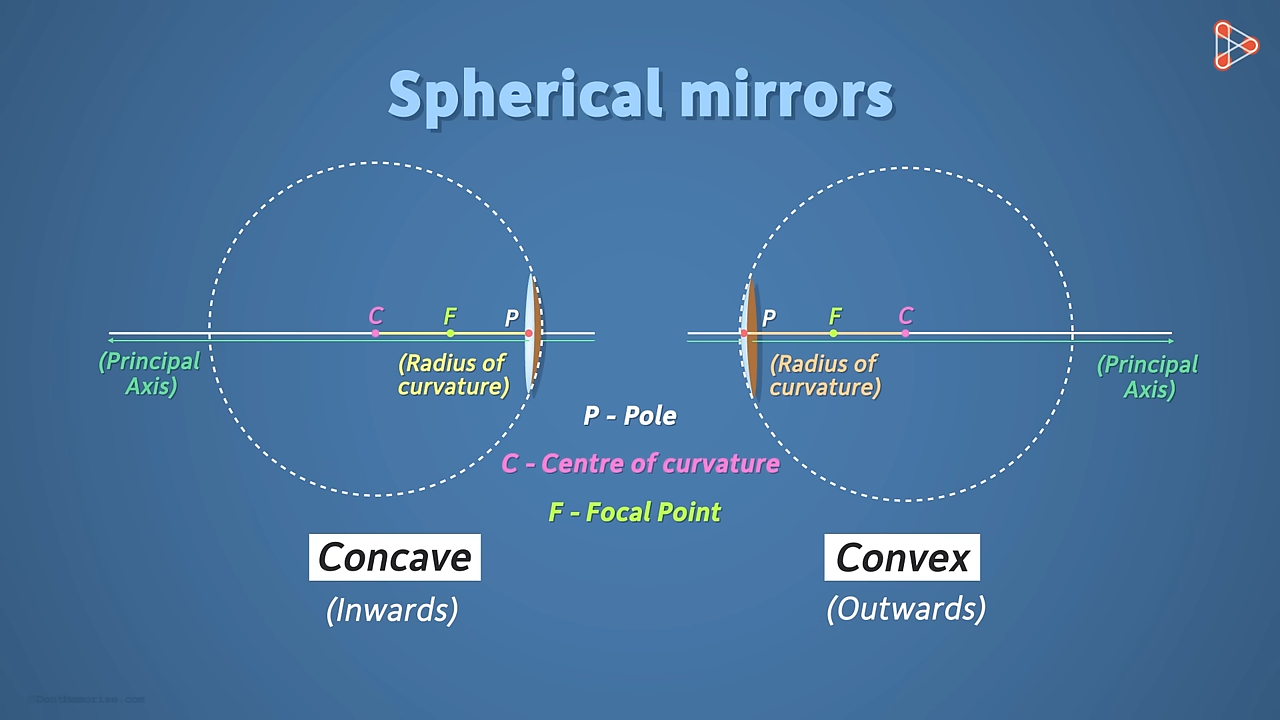 Spherical mirrors
C F P
P F C
(Principal
Axis)
(Radius of
curvature)
(Radius of
curvature)
(Principal
Axis)
P - Pole
C - Centre of curvature
F - Focal Point
Concave
(Inwards)
Convex
(Outwards)